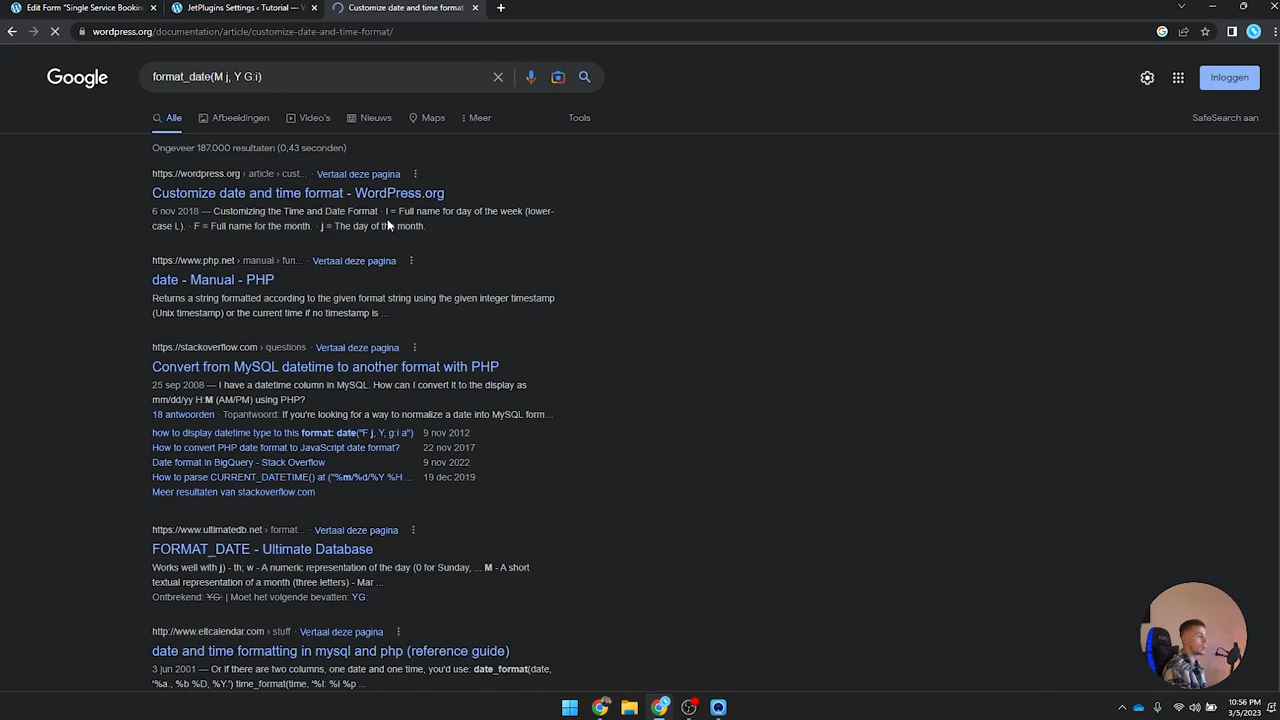 Edit Form "Single Service Bookin
JetPlugins Settings ‹ Tutorial — W
Customize date and time format
wordpress.org/documentation/article/customize-date-and-time-format/
Google
format_date(M j, Y G:i)
Inloggen
Alle
Afbeeldingen
Video's
Nieuws
Maps
Meer
Tools
SafeSearch aan
Ongeveer 187.000 resultaten (0,43 seconden)
https://wordpress.org › article › cust... Vertaal deze pagina
Customize date and time format - WordPress.org
6 nov 2018 — Customizing the Time and Date Format · l = Full name for day of the week (lower-
case L). · F = Full name for the month. · j = The day of the month.
https://www.php.net › manual › fun... Vertaal deze pagina
date - Manual - PHP
Returns a string formatted according to the given format string using the given integer timestamp
(Unix timestamp) or the current time if no timestamp is ...
https://stackoverflow.com › questions Vertaal deze pagina
Convert from MySQL datetime to another format with PHP
25 sep 2008 — I have a datetime column in MySQL. How can I convert it to the display as
mm/dd/yy H:M (AM/PM) using PHP?
18 antwoorden · Topantwoord: If you're looking for a way to normalize a date into MySQL form...
how to display datetime type to this format: date("F j, Y, g:i a") 9 nov 2012
How to convert PHP date format to JavaScript date format? 22 nov 2017
Date format in BigQuery - Stack Overflow 9 nov 2022
How to parse CURRENT_DATETIME() at ("%m/%d/%Y %H ... 19 dec 2019
Meer resultaten van stackoverflow.com
https://www.ultimatedb.net › format... Vertaal deze pagina
FORMAT_DATE - Ultimate Database
Works well with j) - th; w - A numeric representation of the day (0 for Sunday, ... M - A short
textual representation of a month (three letters) - Mar ...
Ontbrekend: YG: | Moet het volgende bevatten: YG:
http://www.eltcalendar.com › stuff Vertaal deze pagina
date and time formatting in mysql and php (reference guide)
3 jun 2001 — Or if there are two columns, one date and one time, you'd use: date_format(date,
'%a., %b %D, %Y.') time_format(time, '%l: %i %p ...
10:56 PM
3/5/2023